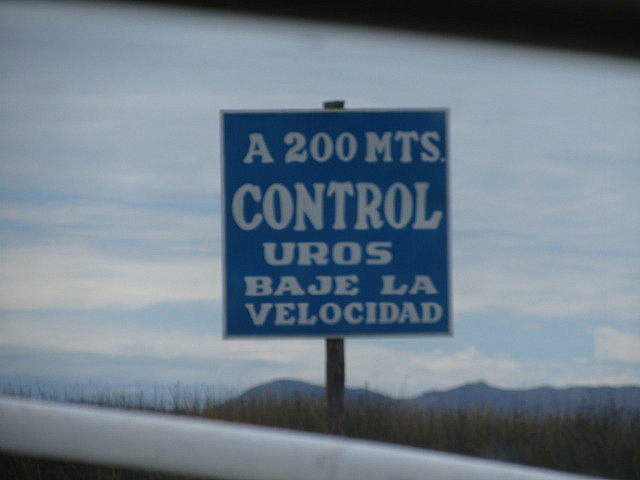 A 200 MTS.
CONTROL
UROS
BAJE LA
VELOCIDAD